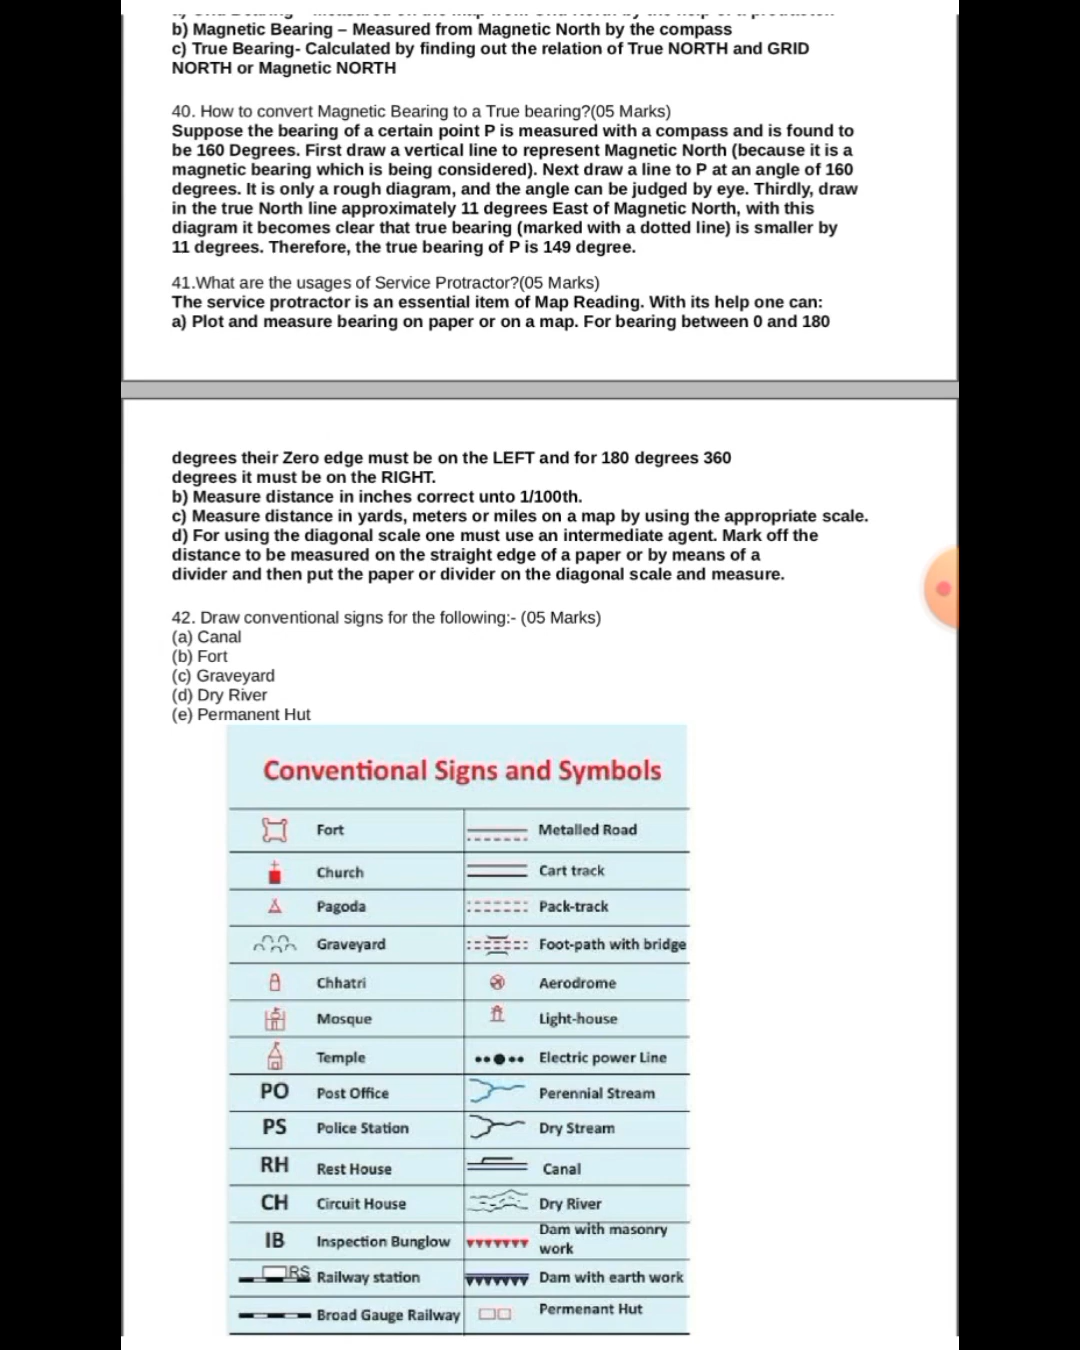 b) Magnetic Bearing – Measured from Magnetic North by the compass
c) True Bearing- Calculated by finding out the relation of True NORTH and GRID
NORTH or Magnetic NORTH
40. How to convert Magnetic Bearing to a True bearing?(05 Marks)
Suppose the bearing of a certain point P is measured with a compass and is found to
be 160 Degrees. First draw a vertical line to represent Magnetic North (because it is a
magnetic bearing which is being considered). Next draw a line to P at an angle of 160
degrees. It is only a rough diagram, and the angle can be judged by eye. Thirdly, draw
in the true North line approximately 11 degrees East of Magnetic North, with this
diagram it becomes clear that true bearing (marked with a dotted line) is smaller by
11 degrees. Therefore, the true bearing of P is 149 degree.
41.What are the usages of Service Protractor?(05 Marks)
The service protractor is an essential item of Map Reading. With its help one can:
a) Plot and measure bearing on paper or on a map. For bearing between 0 and 180
degrees their Zero edge must be on the LEFT and for 180 degrees 360
degrees it must be on the RIGHT.
b) Measure distance in inches correct unto 1/100th.
c) Measure distance in yards, meters or miles on a map by using the appropriate scale.
d) For using the diagonal scale one must use an intermediate agent. Mark off the
distance to be measured on the straight edge of a paper or by means of a
divider and then put the paper or divider on the diagonal scale and measure.
42. Draw conventional signs for the following:- (05 Marks)
(a) Canal
(b) Fort
(c) Graveyard
(d) Dry River
(e) Permanent Hut
Conventional Signs and Symbols
Fort
Metalled Road
Church
Cart track
Pagoda
Pack-track
Graveyard
Foot-path with bridge
Chhatri
Aerodrome
Mosque
Light-house
Temple
Electric power Line
PO Post Office
Perennial Stream
PS Police Station
Dry Stream
RH Rest House
Canal
CH Circuit House
Dry River
IB Inspection Bunglow
Dam with masonry
work
RS Railway station
Dam with earth work
Broad Gauge Railway
Permenant Hut